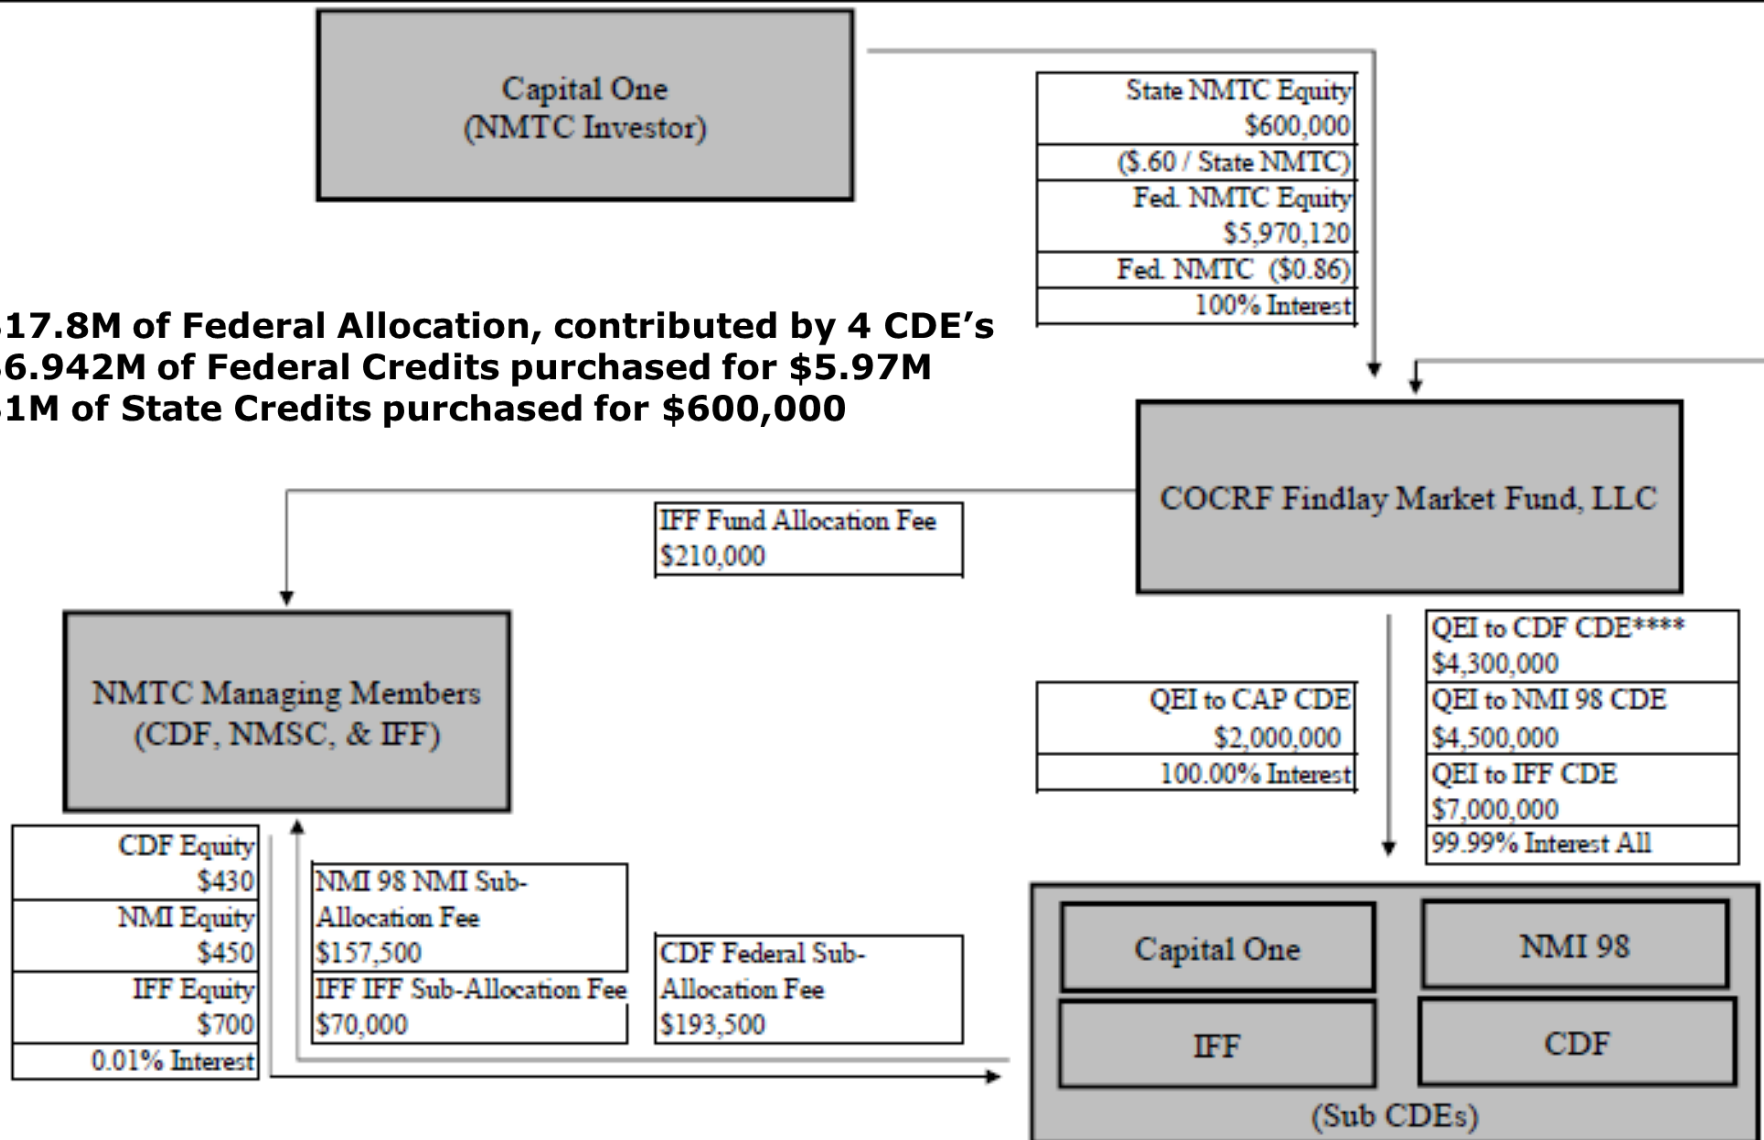 Capital One
(NMTC Investor)
State NMTC Equity
$600,000
($.60 / State NMTC)
Fed. NMTC Equity
$5,970,120
Fed. NMTC ($0.86)
100% Interest
17.8M of Federal Allocation, contributed by 4 CDE’s
6.942M of Federal Credits purchased for $5.97M
1M of State Credits purchased for $600,000
COCRF Findlay Market Fund, LLC
IFF Fund Allocation Fee
$210,000
NMTC Managing Members
(CDF, NMSC, & IFF)
QEI to CAP CDE
$2,000,000
100.00% Interest
QEI to CDF CDE****
$4,300,000
QEI to NMI 98 CDE
$4,500,000
QEI to IFF CDE
$7,000,000
99.99% Interest All
CDF Equity
$430
NMI Equity
$450
IFF Equity
$700
0.01% Interest
NMI 98 NMI Sub-
Allocation Fee
$157,500
IFF IFF Sub-Allocation Fee
$70,000
CDF Federal Sub-
Allocation Fee
$193,500
Capital One
NMI 98
IFF
CDF
(Sub CDEs)